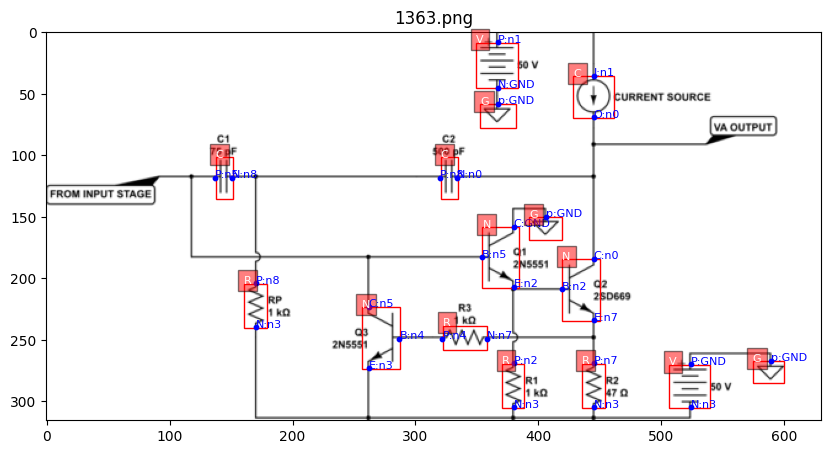 1363.png
0
50
100
150
200
250
300
0
100
200
300
400
500
600
V
P:n1
50 V
N:GND
G
p:GND
C
I:n1
CURRENT SOURCE
O:n0
VA OUTPUT
C1
pF
C
P:n5
N:n8
C2
pF
C
P:n8
N:n0
FROM INPUT STAGE
G
p:GND
N
C:GND
B:n5
Q1
2N5551
E:n2
N
C:n0
B:n2
Q2
2SD669
E:n7
R
P:n8
RP
1 kΩ
N:n3
N
C:n5
Q3
2N5551
B:n4
E:n3
R3
R
1 kΩ
P:n4
N:n7
R
P:n2
R1
1 kΩ
N:n3
R
P:n7
R2
47 Ω
N:n3
V
P:GND
50 V
N:n3
G
p:GND